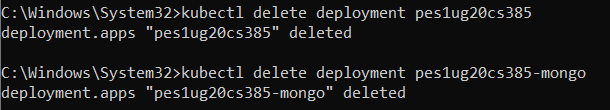 C:\Windows\System32>kubectl delete deployment pes1ug20cs385
deployment.apps "pes1ug20cs385" deleted
C:\Windows\System32>kubectl delete deployment pes1ug20cs385-mongo
deployment.apps "pes1ug20cs385-mongo" deleted